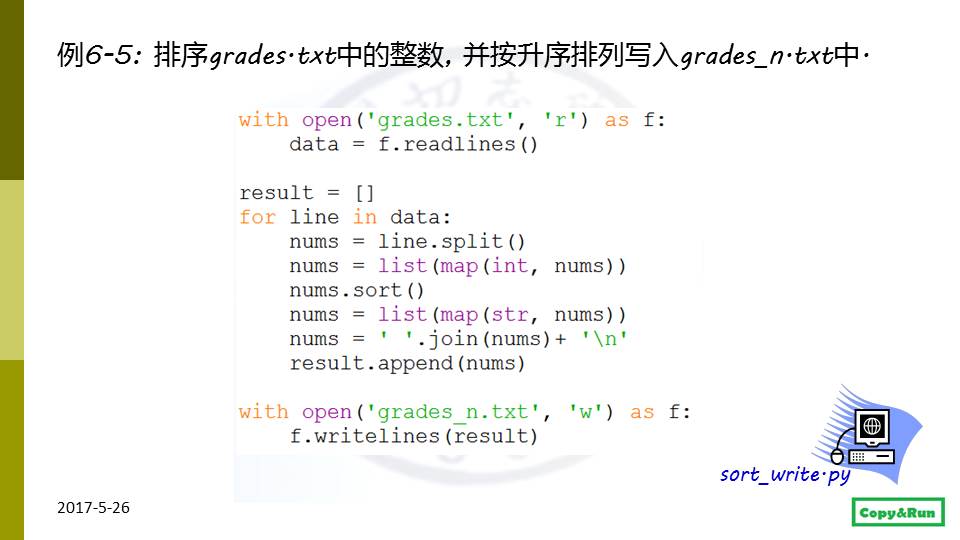 例6-5: 排序grades.txt中的整数, 并按升序排列写入grades_n.txt中.
with open('grades.txt', 'r') as f:
    data = f.readlines()
result = []
for line in data:
    nums = line.split()
    nums = list(map(int, nums))
    nums.sort()
    nums = list(map(str, nums))
    nums = ' '.join(nums)+ '\n'
    result.append(nums)
with open('grades_n.txt', 'w') as f:
    f.writelines(result)
sort_write.py
2017-5-26
Copy&Run